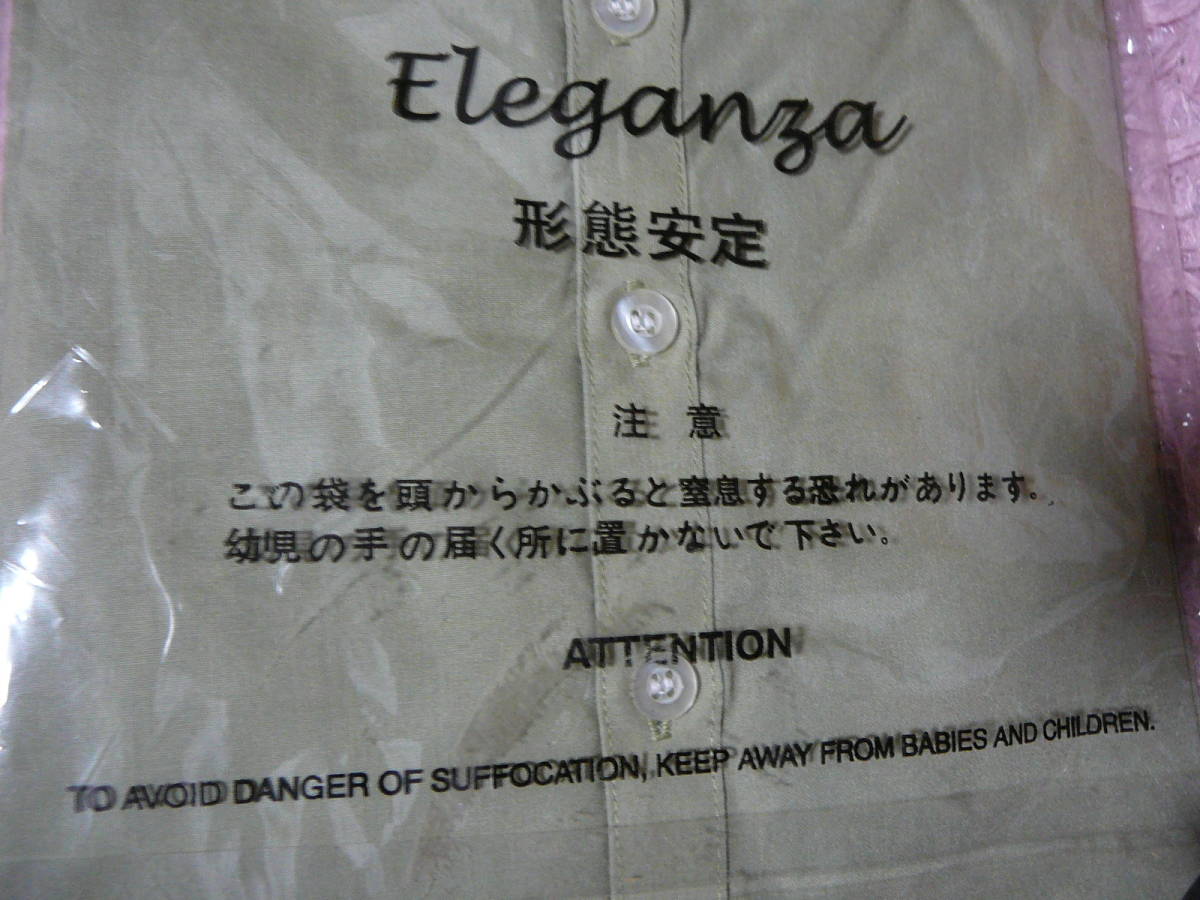 Eleganza
形態安定
注 意
この袋を頭からかぶると窒息する恐れがあります。
幼児の手の届く所に置かないで下さい。
ATTENTION
TO AVOID DANGER OF SUFFOCATION, KEEP AWAY FROM BABIES AND CHILDREN.